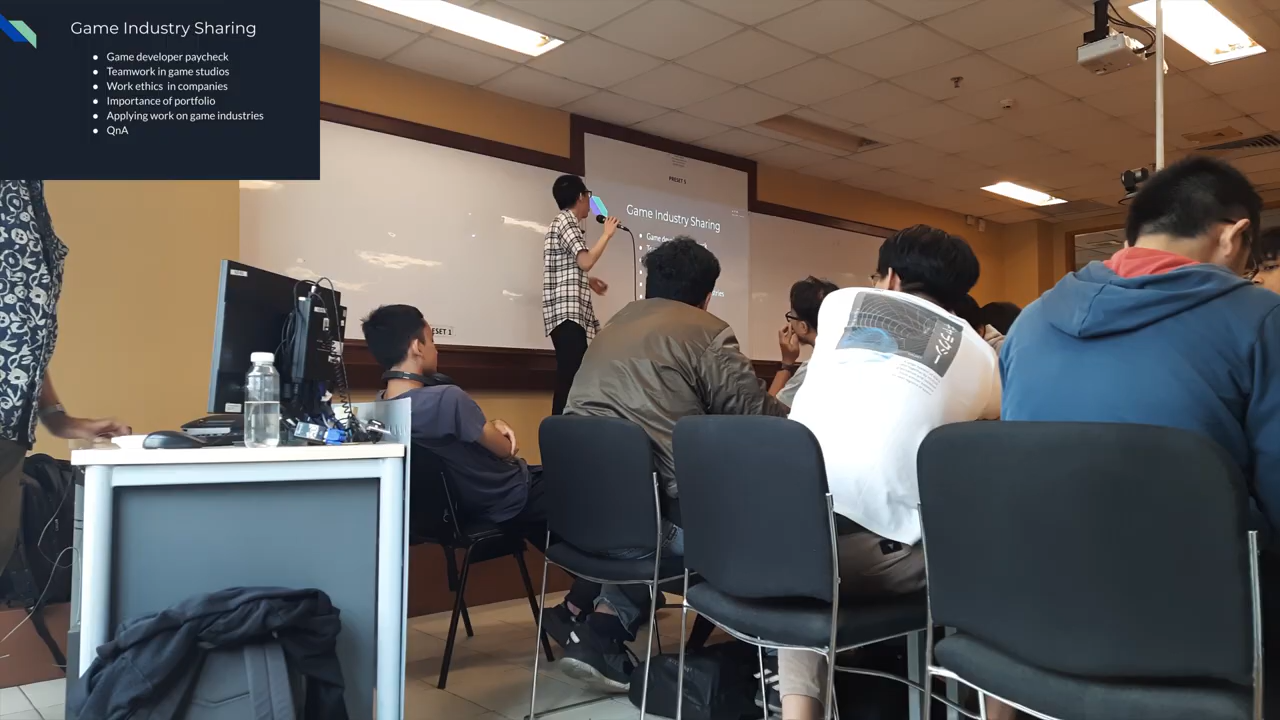 Game Industry Sharing
Game developer paycheck
Teamwork in game studios
Work ethics in companies
Importance of portfolio
Applying work on game industries
QnA
PRESET 1
Game Industry Sharing